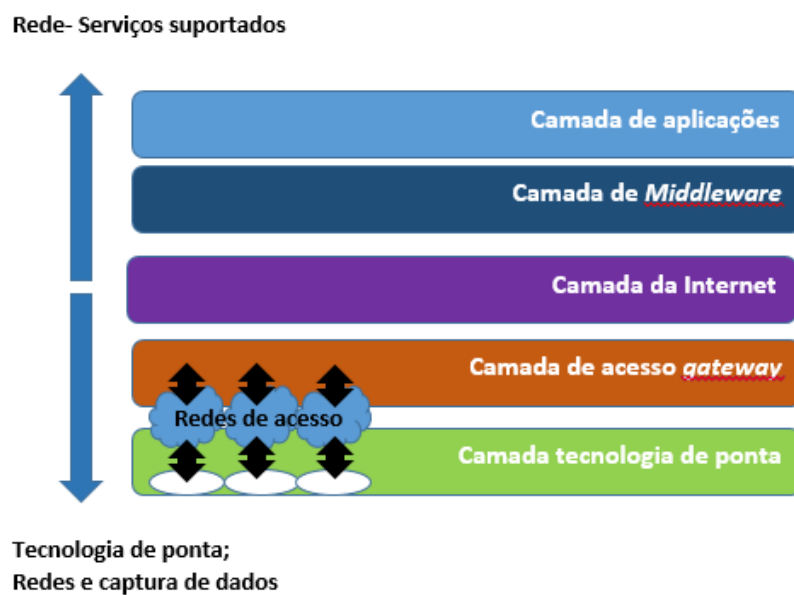 Rede- Serviços suportados
Camada de aplicações
Camada de Middleware
Camada da Internet
Camada de acesso gateway
Redes de acesso
Camada tecnologia de ponta
Tecnologia de ponta;
Redes e captura de dados